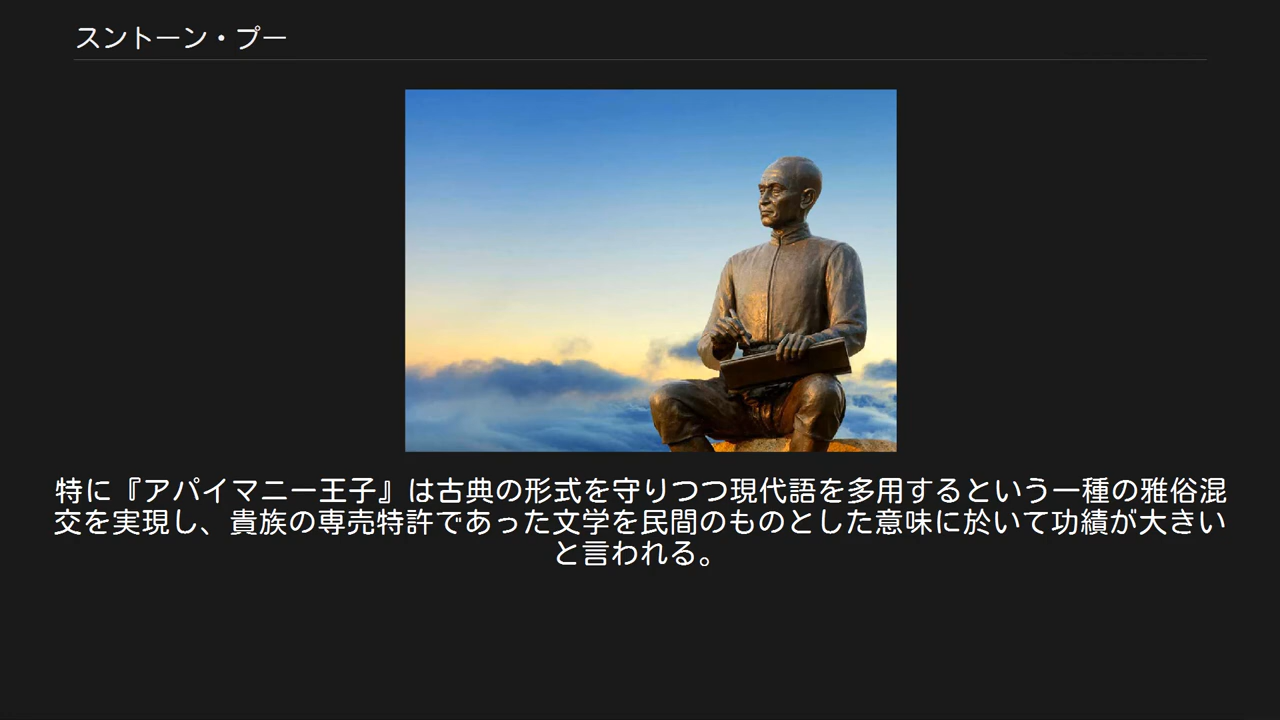 スントーン・プー
特に『アパイマニー王子』は古典の形式を守りつつ現代語を多用するという一種の雅俗混
交を実現し、貴族の専売特許であった文学を民間のものとした意味に於いて功績が大きい
と言われる。